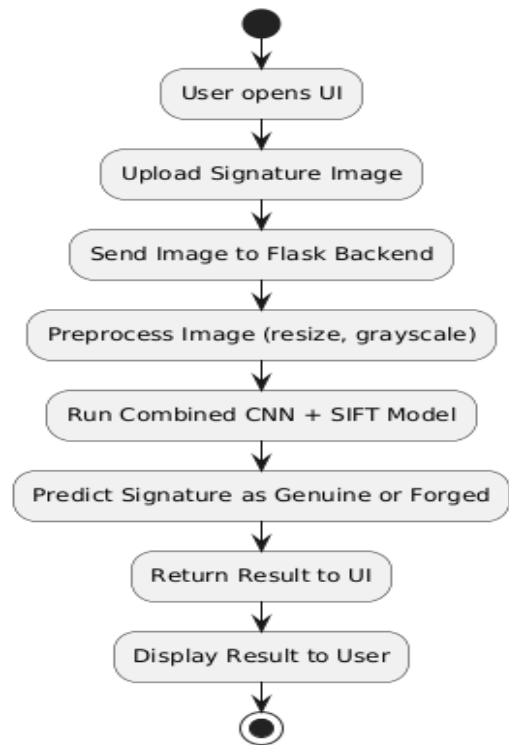 User opens UI
Upload Signature Image
Send Image to Flask Backend
Preprocess Image (resize, grayscale)
Run Combined CNN + SIFT Model
Predict Signature as Genuine or Forged
Return Result to UI
Display Result to User